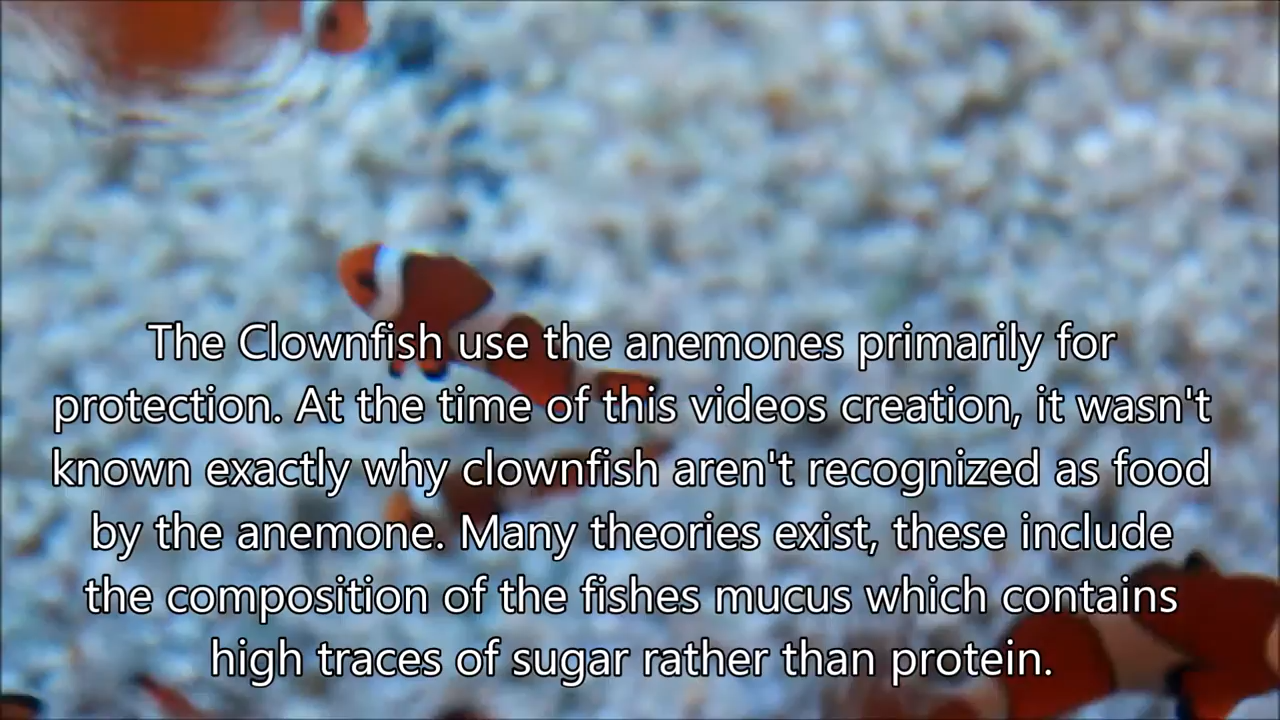 The Clownfish use the anemones primarily for
protection. At the time of this videos creation, it wasn't
known exactly why clownfish aren't recognized as food
by the anemone. Many theories exist, these include
the composition of the fishes mucus which contains
high traces of sugar rather than protein.